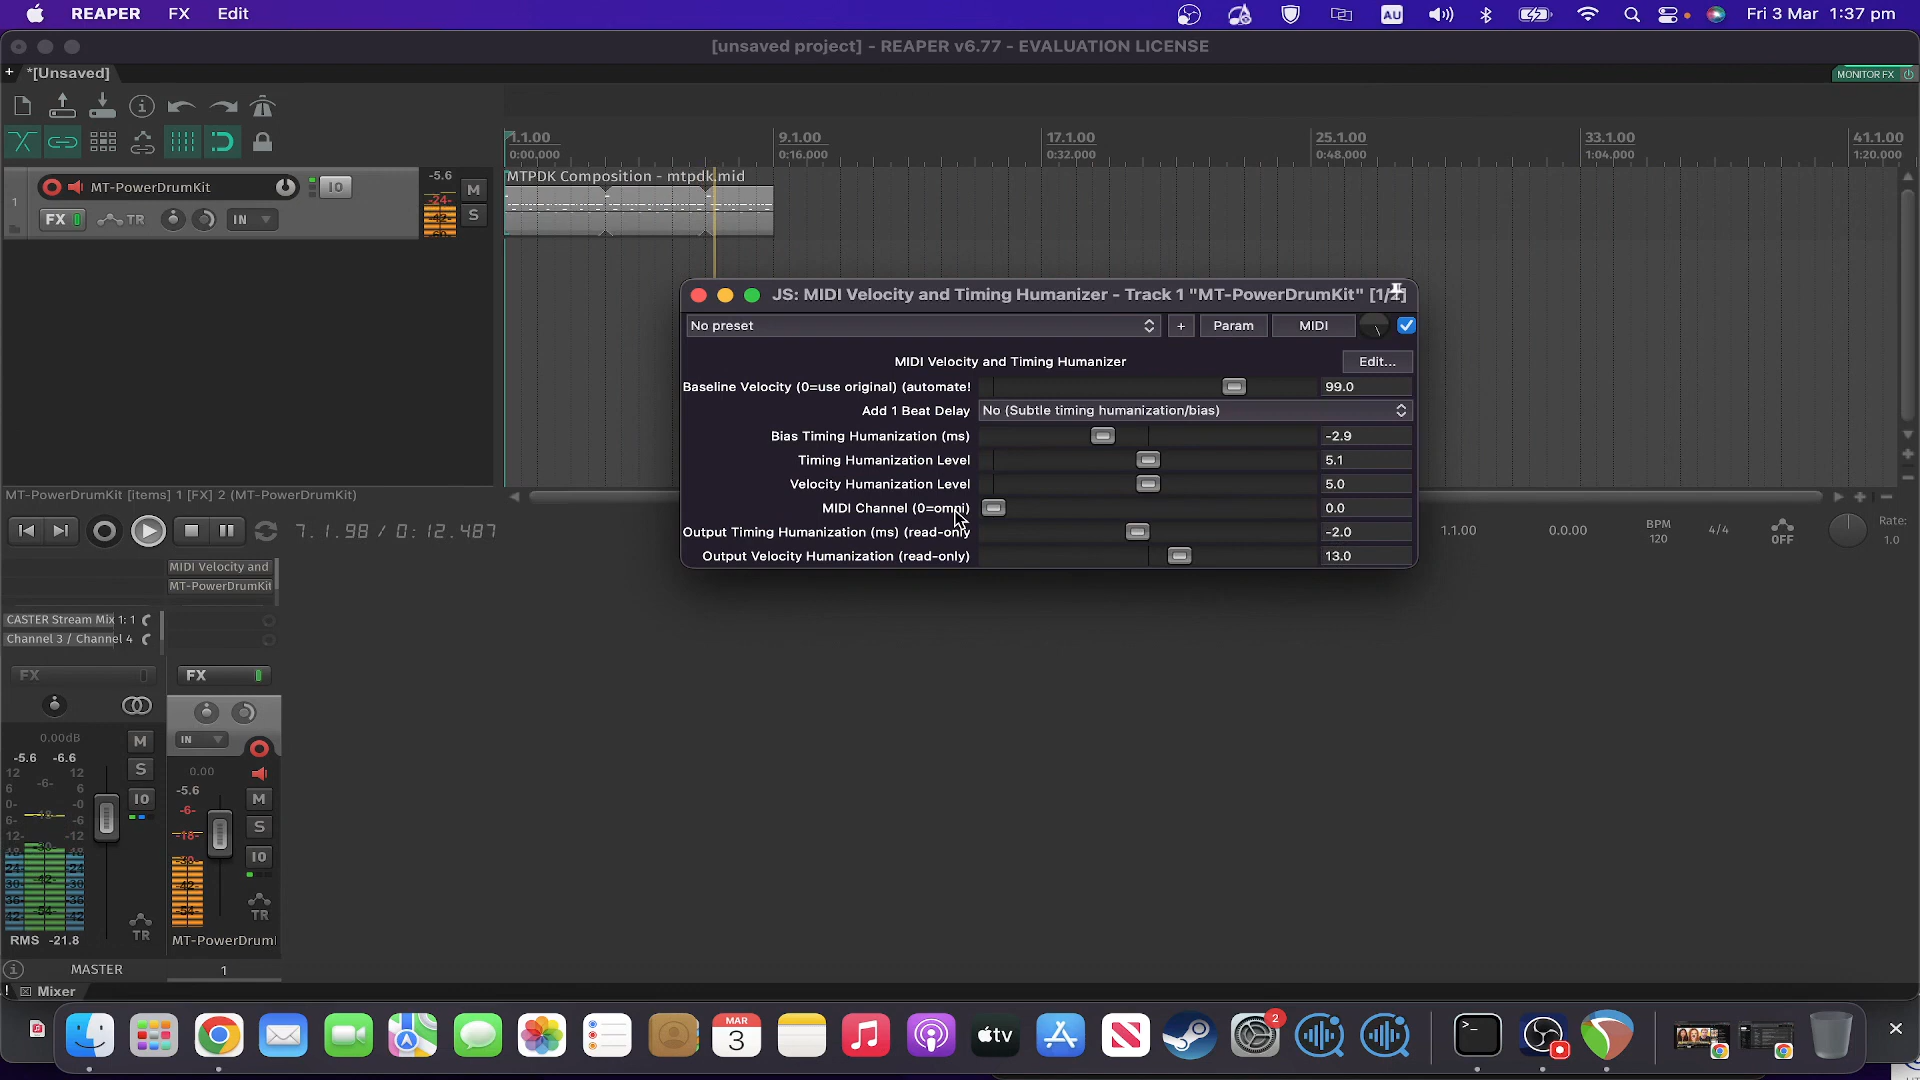 REAPER FX Edit
AU Fri 3 Mar 1:37 pm
[unsaved project] - REAPER v6.77 - EVALUATION LICENSE
+ *[Unsaved]
MONITOR FX
1.1.00 9.1.00 17.1.00 25.1.00 33.1.00 41.1.00
0:00.000 0:16.000 0:32.000 0:48.000 1:04.000 1:20.000
MTPDK Composition - mtpdk.mid
1 MT-PowerDrumKit IO -5.6 M
-24-
-42-
FX TR IN S
JS: MIDI Velocity and Timing Humanizer - Track 1 "MT-PowerDrumKit" [1/2]
No preset + Param MIDI
MIDI Velocity and Timing Humanizer Edit...
Baseline Velocity (0=use original) (automate! 99.0
Add 1 Beat Delay No (Subtle timing humanization/bias)
Bias Timing Humanization (ms) -2.9
Timing Humanization Level 5.1
Velocity Humanization Level 5.0
MIDI Channel (0=omni) 0.0
Output Timing Humanization (ms) (read-only -2.0
Output Velocity Humanization (read-only) 13.0
MT-PowerDrumKit [items] 1 [FX] 2 (MT-PowerDrumKit)
7.1.98 / 0:12.487
1.1.00 0.0.00 BPM 120 4/4 OFF Rate: 1.0
MIDI Velocity and
MT-PowerDrumKit
CASTER Stream Mix 1: 1
Channel 3 / Channel 4
FX FX
IN
0.00dB M
-5.6 -6.6 0.00
S -5.6 M
IO S
IO
TR TR
RMS -21.8 MT-PowerDrumI
MASTER 1
! Mixer
MAR
3
tv
2